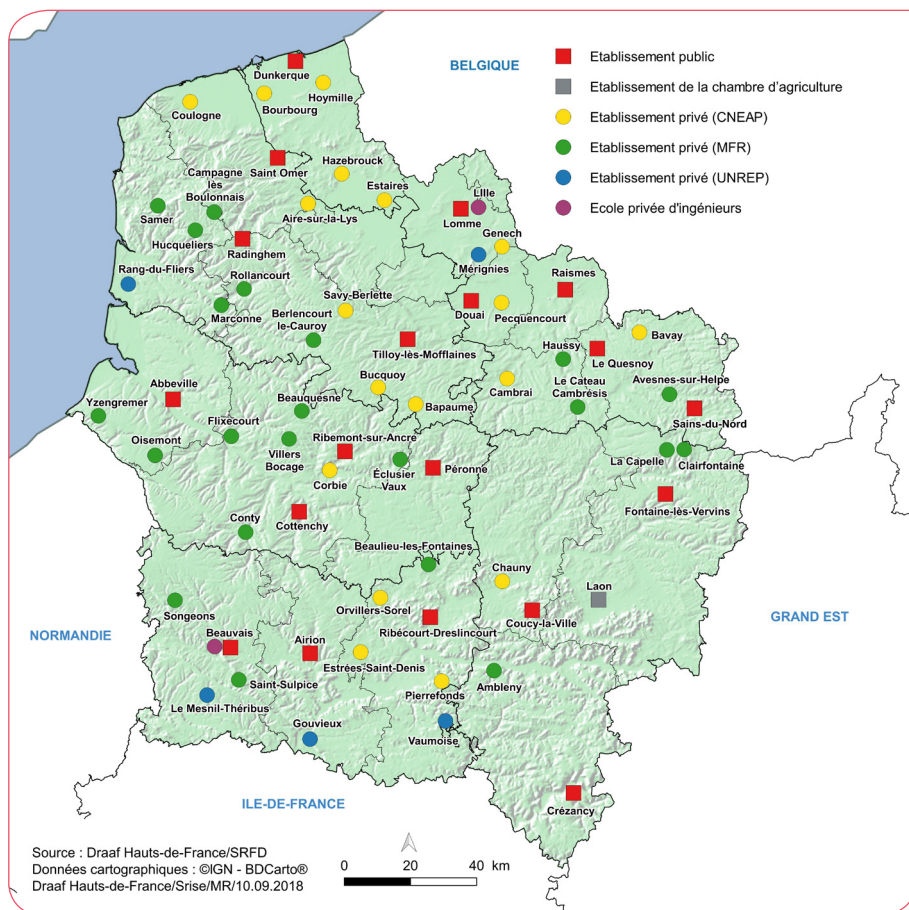 BELGIQUE
Etablissement public
Etablissement de la chambre d'agriculture
Etablissement privé (CNEAP)
Etablissement privé (MFR)
Etablissement privé (UNREP)
Ecole privée d'ingénieurs
Dunkerque
Hoymille
Bourbourg
Coulogne
Saint Omer
Hazebrouck
Campagne
lès
Boulonnais
Estaires
Lille
Aire-sur-la-Lys
Lomme
Samer
Hucqueliers
Genech
Radinghem
Mérignies
Rang-du-Fliers
Rollancourt
Raismes
Savy-Berlette
Marconne
Berlencourt
le-Cauroy
Douai
Pecquencourt
Bavay
Tilloy-lès-Mofflaines
Haussy
Le Quesnoy
Abbeville
Bucquoy
Cambrai
Le Cateau
Cambrésis
Avesnes-sur-Helpe
Yzengremer
Beauquesne
Bapaume
Sains-du-Nord
Flixecourt
Oisemont
Villers
Bocage
Ribemont-sur-Ancre
Corbie
Éclusier
Vaux
Péronne
La Capelle
Clairfontaine
Fontaine-lès-Vervins
Cottenchy
Conty
Beaulieu-les-Fontaines
Chauny
Laon
Songeons
Orvillers-Sorel
Coucy-la-Ville
NORMANDIE
GRAND EST
Beauvais
Airion
Ribécourt-Dreslincourt
Estrées-Saint-Denis
Saint-Sulpice
Pierrefonds
Ambleny
Le Mesnil-Théribus
Gouvieux
Vaumoise
Crézancy
ILE-DE-FRANCE
Source : Draaf Hauts-de-France/SRFD
Données cartographiques : ©IGN - BDCarto®
Draaf Hauts-de-France/Srise/MR/10.09.2018
0 20 40 km